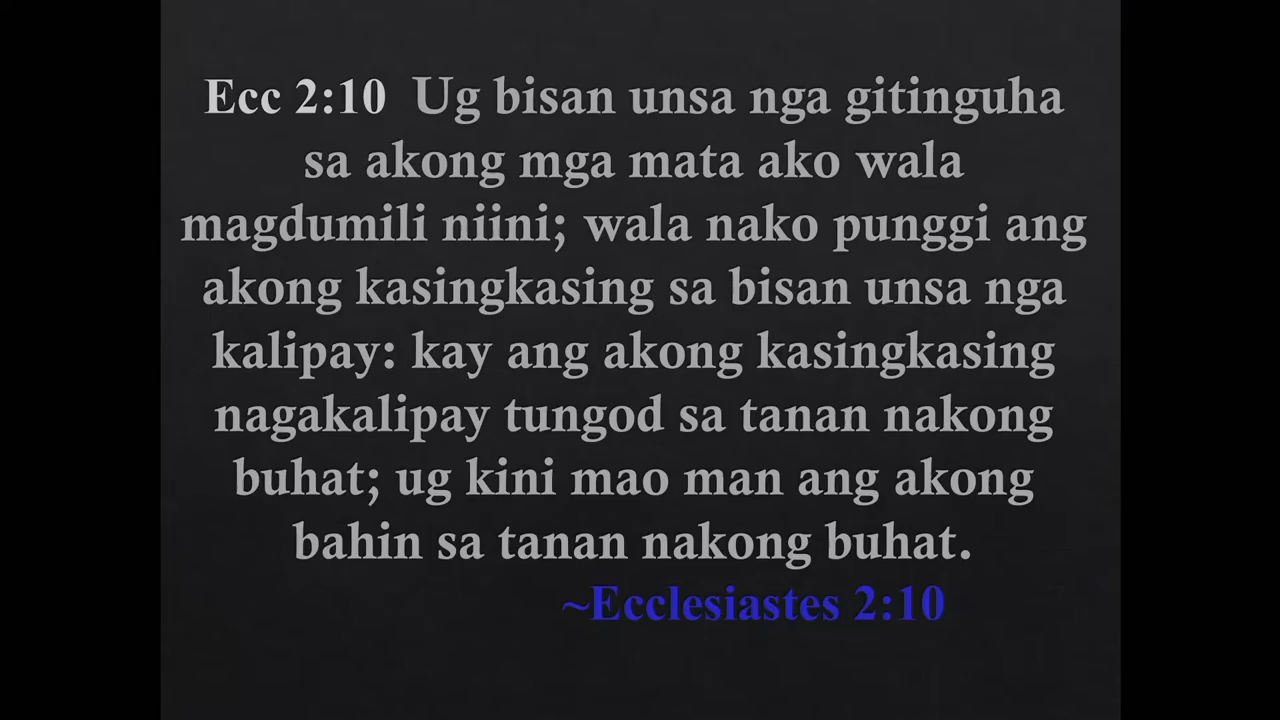 Ecc 2:10 Ug bisan unsa nga gitinguha
sa akong mga mata ako wala
magdumili niini; wala nako punggi ang
akong kasingkasing sa bisan unsa nga
kalipay: kay ang akong kasingkasing
nagakalipay tungod sa tanan nakong
buhat; ug kini mao man ang akong
bahin sa tanan nakong buhat.
~Ecclesiastes 2:10